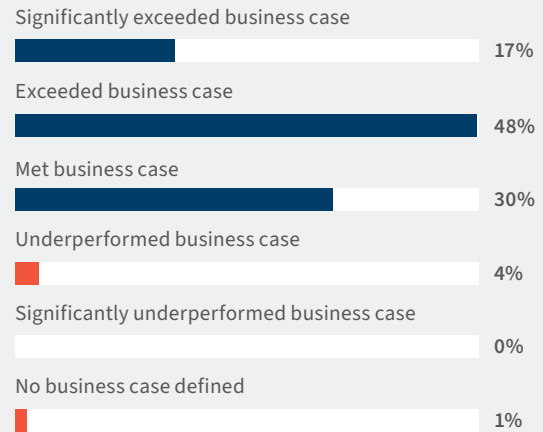 Significantly exceeded business case
17%
Exceeded business case
48%
Met business case
30%
Underperformed business case
4%
Significantly underperformed business case
0%
No business case defined
1%